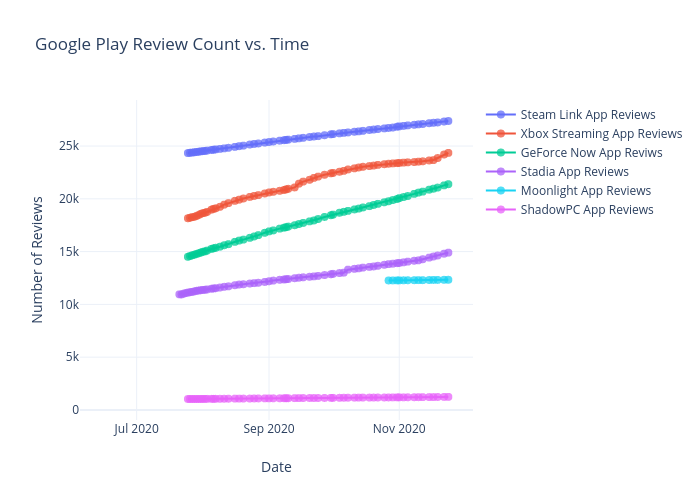 Google Play Review Count vs. Time
Steam Link App Reviews
Xbox Streaming App Reviews
GeForce Now App Reviws
Stadia App Reviews
Moonlight App Reviews
ShadowPC App Reviews
25k
20k
15k
10k
5k
0
Number of Reviews
Jul 2020
Sep 2020
Nov 2020
Date